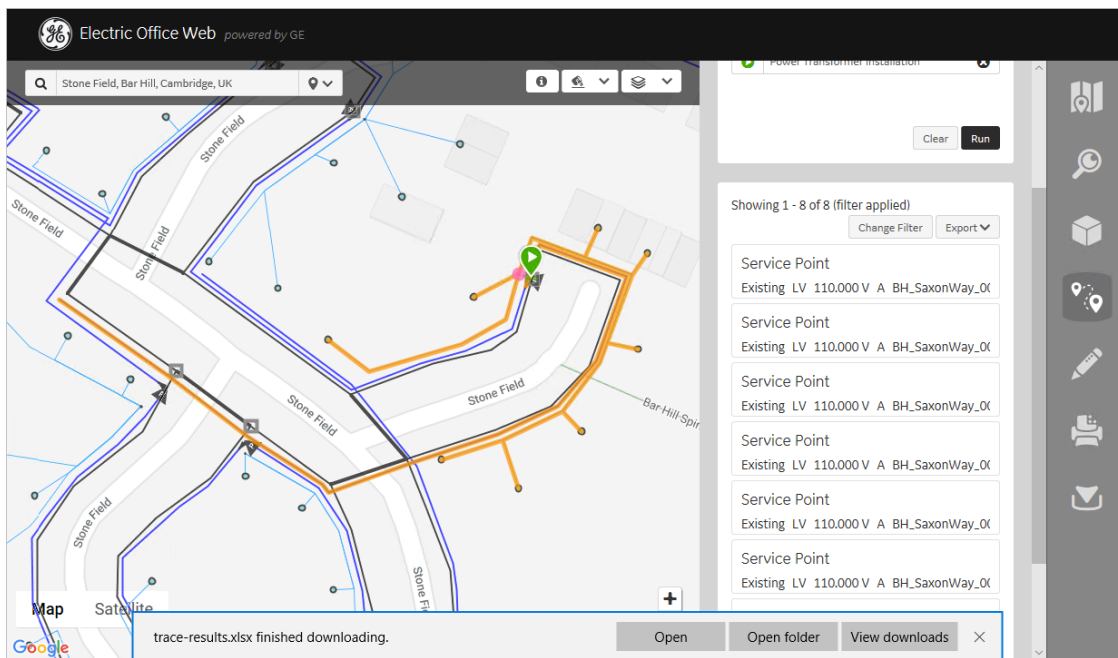 Electric Office Web powered by GE
Stone Field, Bar Hill, Cambridge, UK
Power Transformer Installation
Clear
Run
Showing 1 - 8 of 8 (filter applied)
Change Filter
Export
Service Point
Existing LV 110.000 V A BH_SaxonWay_0(
Service Point
Existing LV 110.000 V A BH_SaxonWay_0(
Service Point
Existing LV 110.000 V A BH_SaxonWay_0(
Service Point
Existing LV 110.000 V A BH_SaxonWay_0(
Service Point
Existing LV 110.000 V A BH_SaxonWay_0(
Service Point
Existing LV 110.000 V A BH_SaxonWay_0(
Stone Field
Stone Field
Stone Field
Stone Field
Stone Field
Bar-Hill-Spir
Stone Field
Stone Fi
Map
Satellite
Google
trace-results.xlsx finished downloading.
Open
Open folder
View downloads